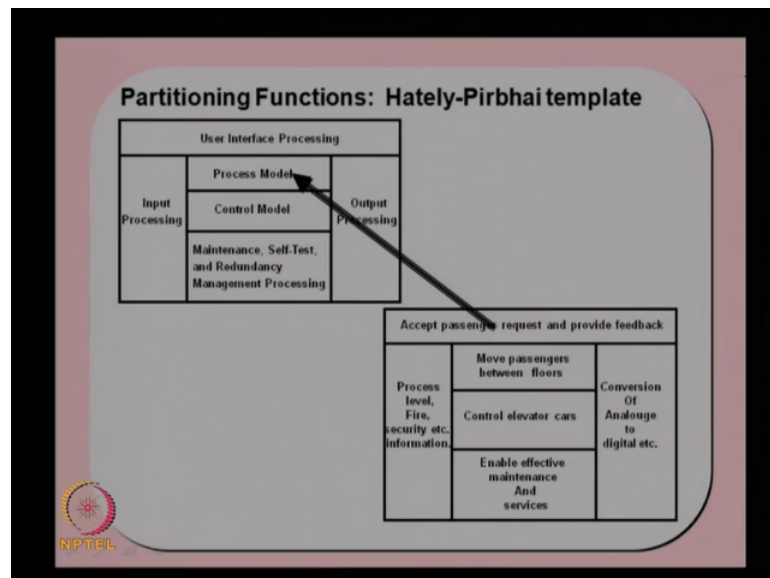 Partitioning Functions: Hately-Pirbhai template
User Interface Processing
Input
Processing
Process Model
Control Model
Maintenance, Self-Test,
and Redundancy
Management Processing
Output
Processing
Accept passenger request and provide feedback
Process
level,
Fire,
security etc.
information.
Move passengers
between floors
Control elevator cars
Enable effective
maintenance
And
services
Conversion
Of
Analouge
to
digital etc.
NPTEL